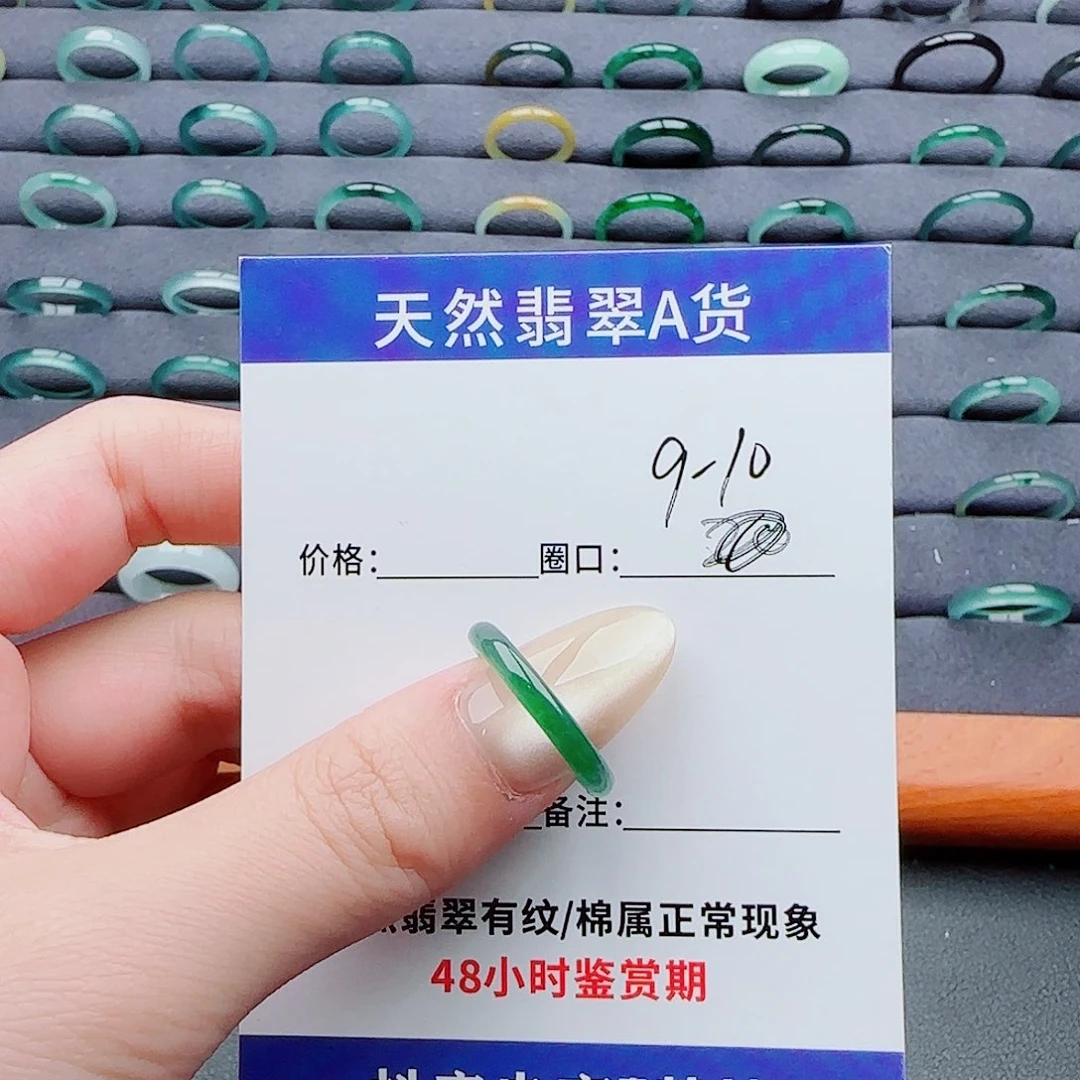 天然翡翠A货
9-10
价格: 圈口:
备注:
翡翠有纹/棉属正常现象
48小时鉴赏期